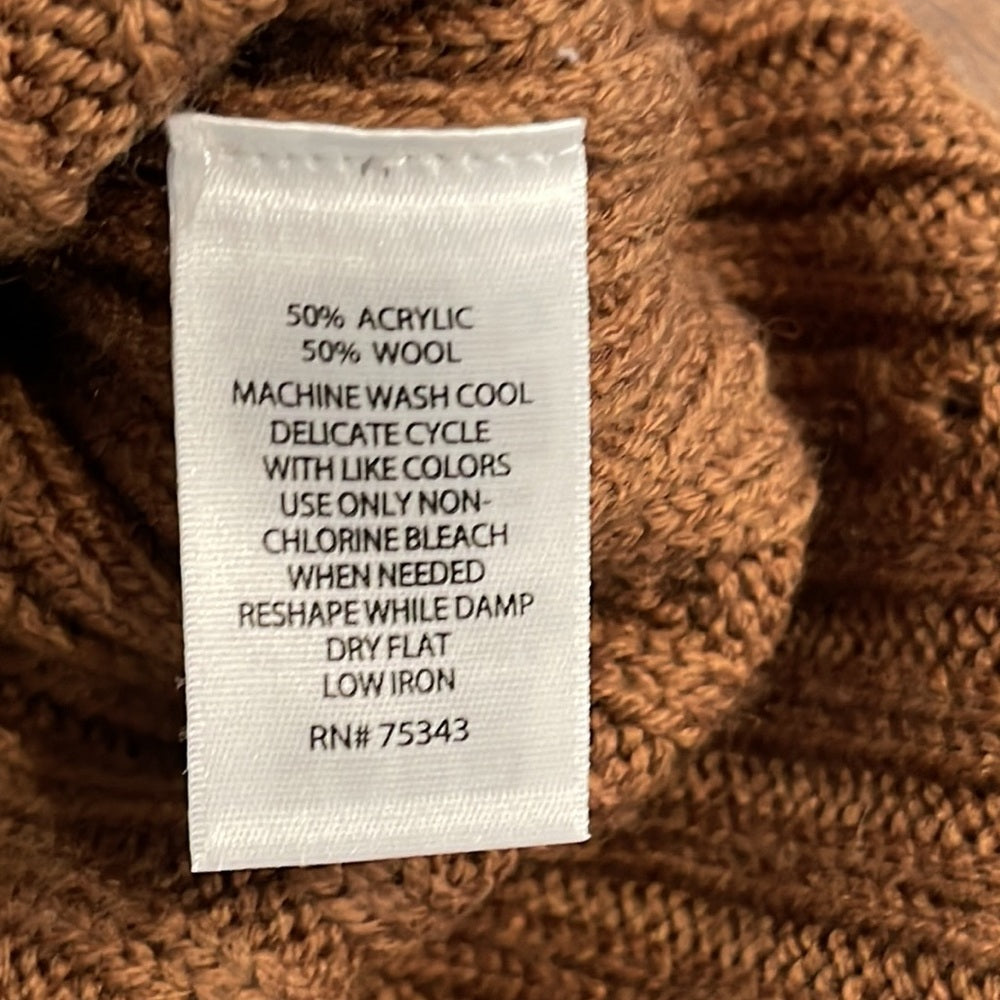 50% ACRYLIC
50% WOOL
MACHINE WASH COOL
DELICATE CYCLE
WITH LIKE COLORS
USE ONLY NON-
CHLORINE BLEACH
WHEN NEEDED
RESHAPE WHILE DAMP
DRY FLAT
LOW IRON
RN# 75343